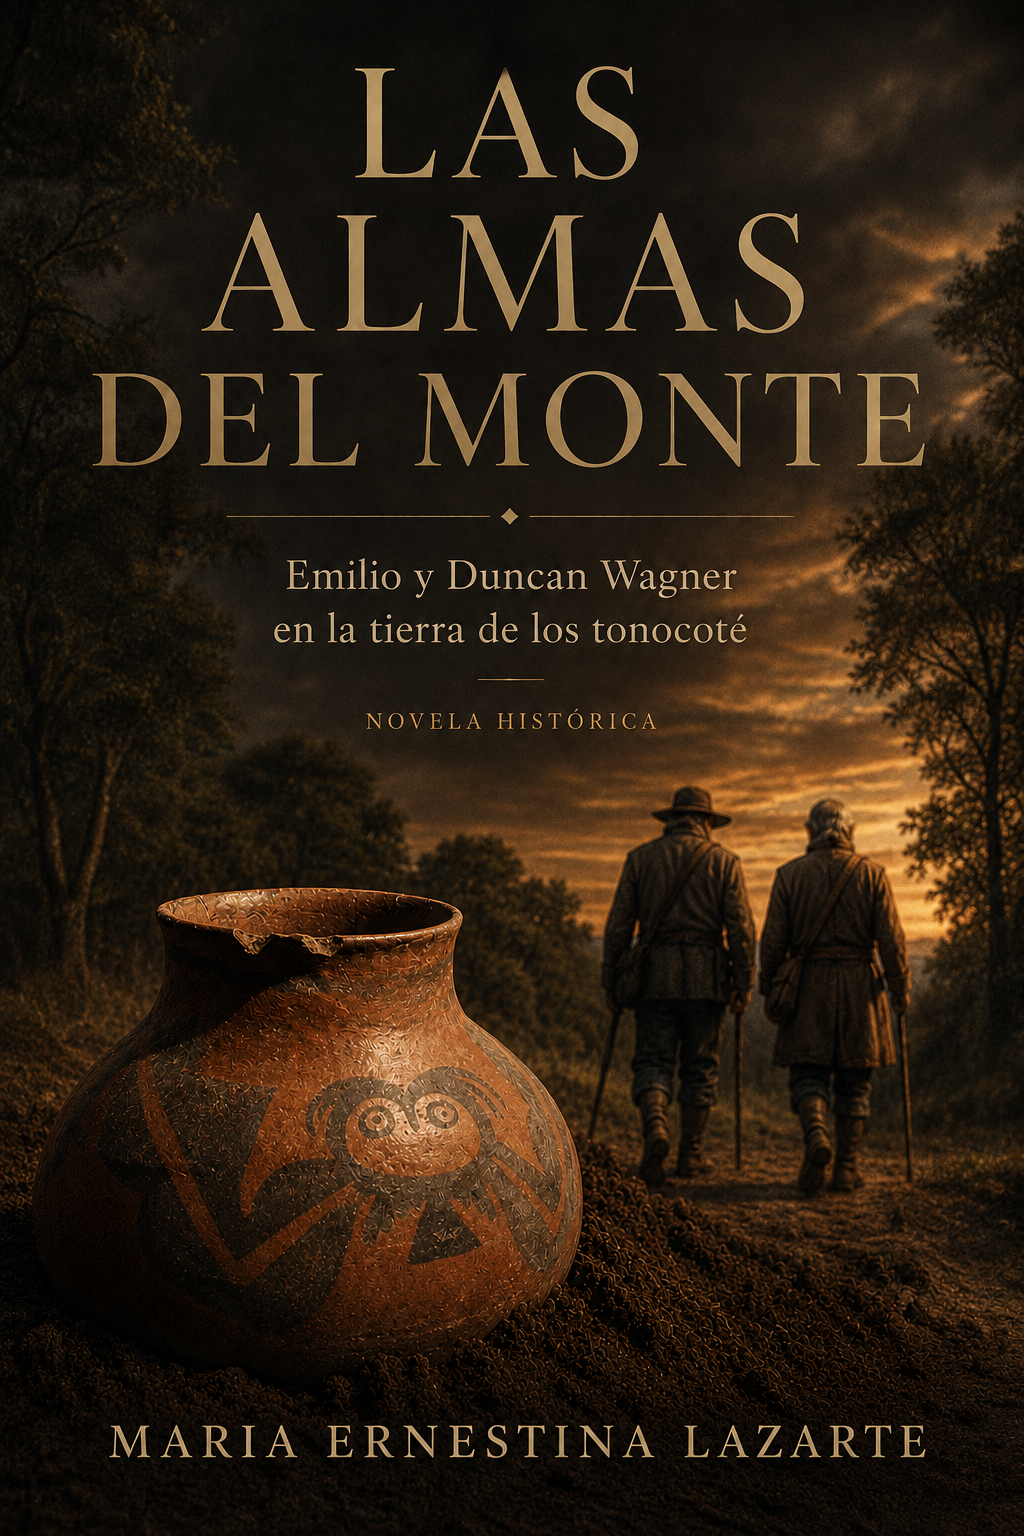 LAS
ALMAS
DEL MONTE
Emilio y Duncan Wagner
en la tierra de los tonocoté
NOVELA HISTÓRICA
MARIA ERNESTINA LAZARTE